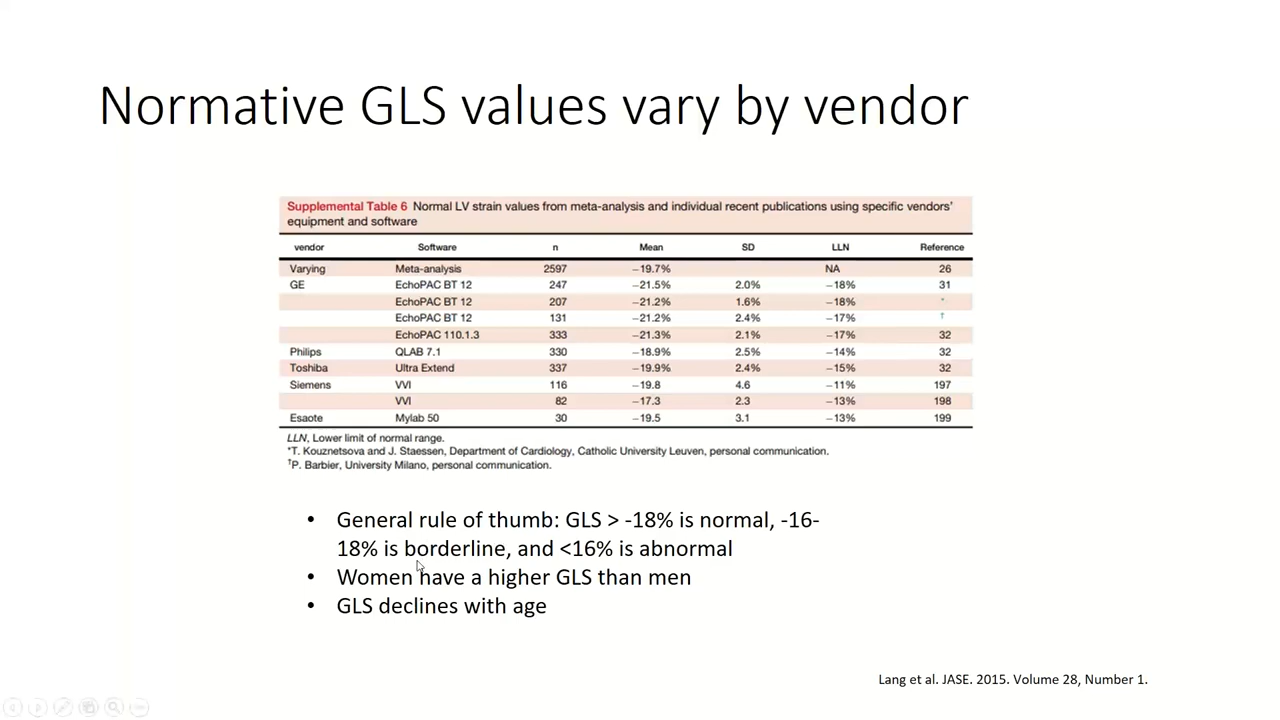 Normative GLS values vary by vendor
Supplemental Table 6 Normal LV strain values from meta-analysis and individual recent publications using specific vendors'
equipment and software
vendor Software n Mean SD LLN Reference
Varying Meta-analysis 2597 −19.7% NA 26
GE EchoPAC BT 12 247 −21.5% 2.0% −18% 31
EchoPAC BT 12 207 −21.2% 1.6% −18% *
EchoPAC BT 12 131 −21.2% 2.4% −17% †
EchoPAC 110.1.3 333 −21.3% 2.1% −17% 32
Philips QLAB 7.1 330 −18.9% 2.5% −14% 32
Toshiba Ultra Extend 337 −19.9% 2.4% −15% 32
Siemens VVI 116 −19.8 4.6 −11% 197
VVI 82 −17.3 2.3 −13% 198
Esaote Mylab 50 30 −19.5 3.1 −13% 199
LLN, Lower limit of normal range.
*T. Kouznetsova and J. Staessen, Department of Cardiology, Catholic University Leuven, personal communication.
†P. Barbier, University Milano, personal communication.
• General rule of thumb: GLS > -18% is normal, -16-
18% is borderline, and <16% is abnormal
• Women have a higher GLS than men
• GLS declines with age
Lang et al. JASE. 2015. Volume 28, Number 1.